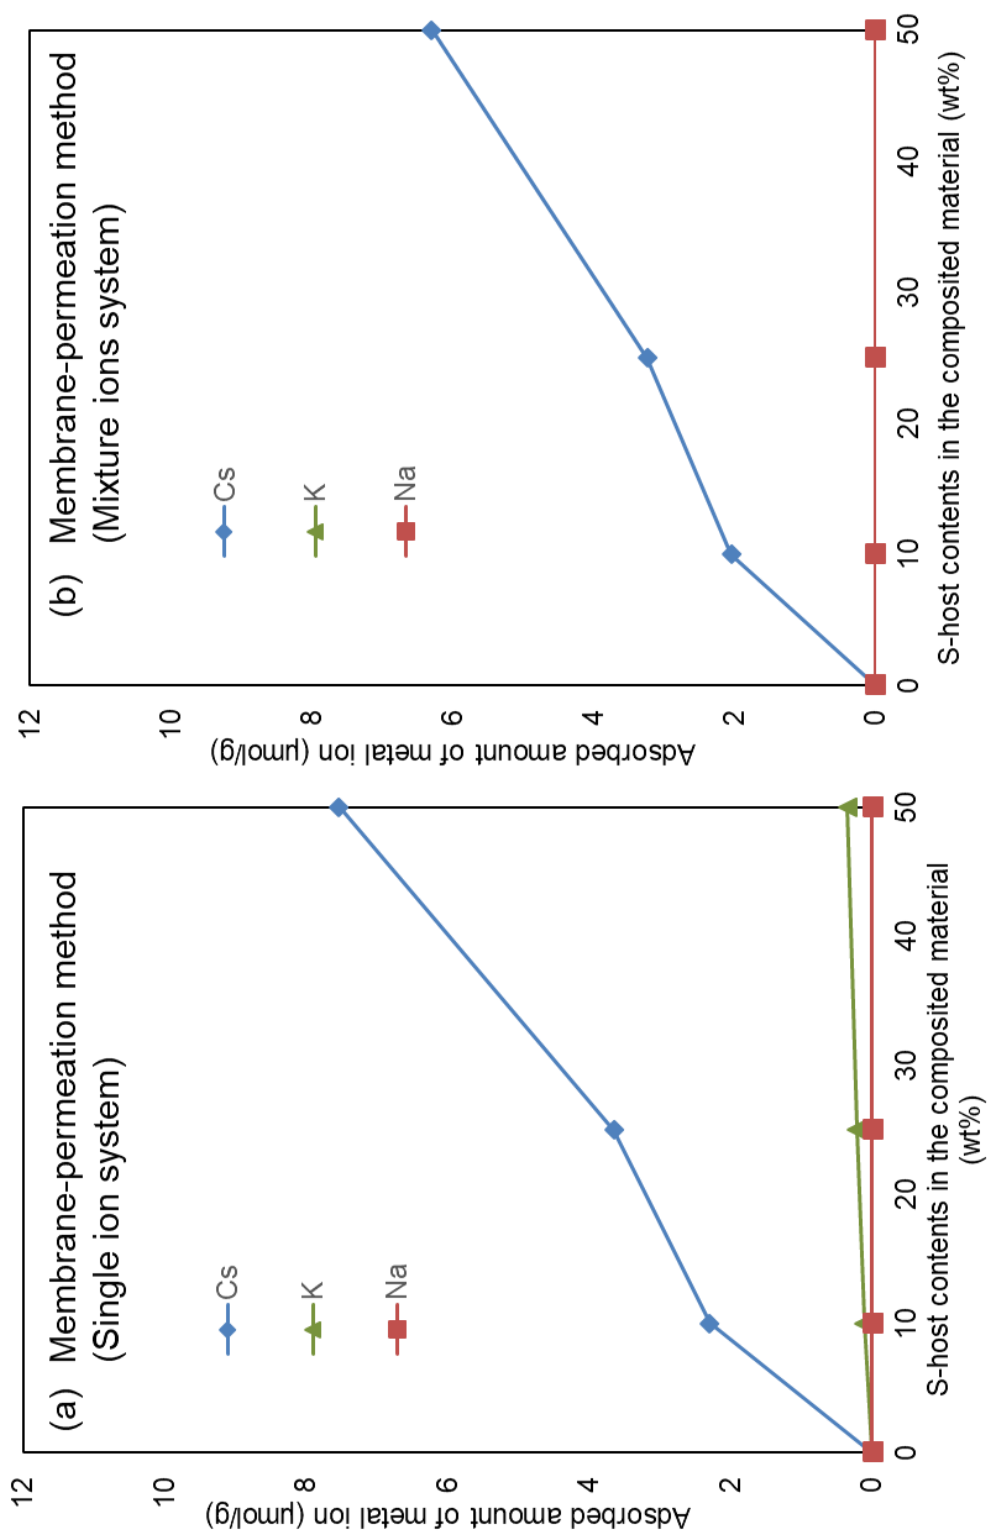 (a) Membrane-permeation method
(Single ion system)
Cs
K
Na
12
10
8
6
4
2
0
Adsorbed amount of metal ion (μmol/g)
0
10
20
30
40
50
S-host contents in the composited material
(wt%)
(b) Membrane-permeation method
(Mixture ions system)
Cs
K
Na
12
10
8
6
4
2
0
Adsorbed amount of metal ion (μmol/g)
0
10
20
30
40
50
S-host contents in the composited material (wt%)